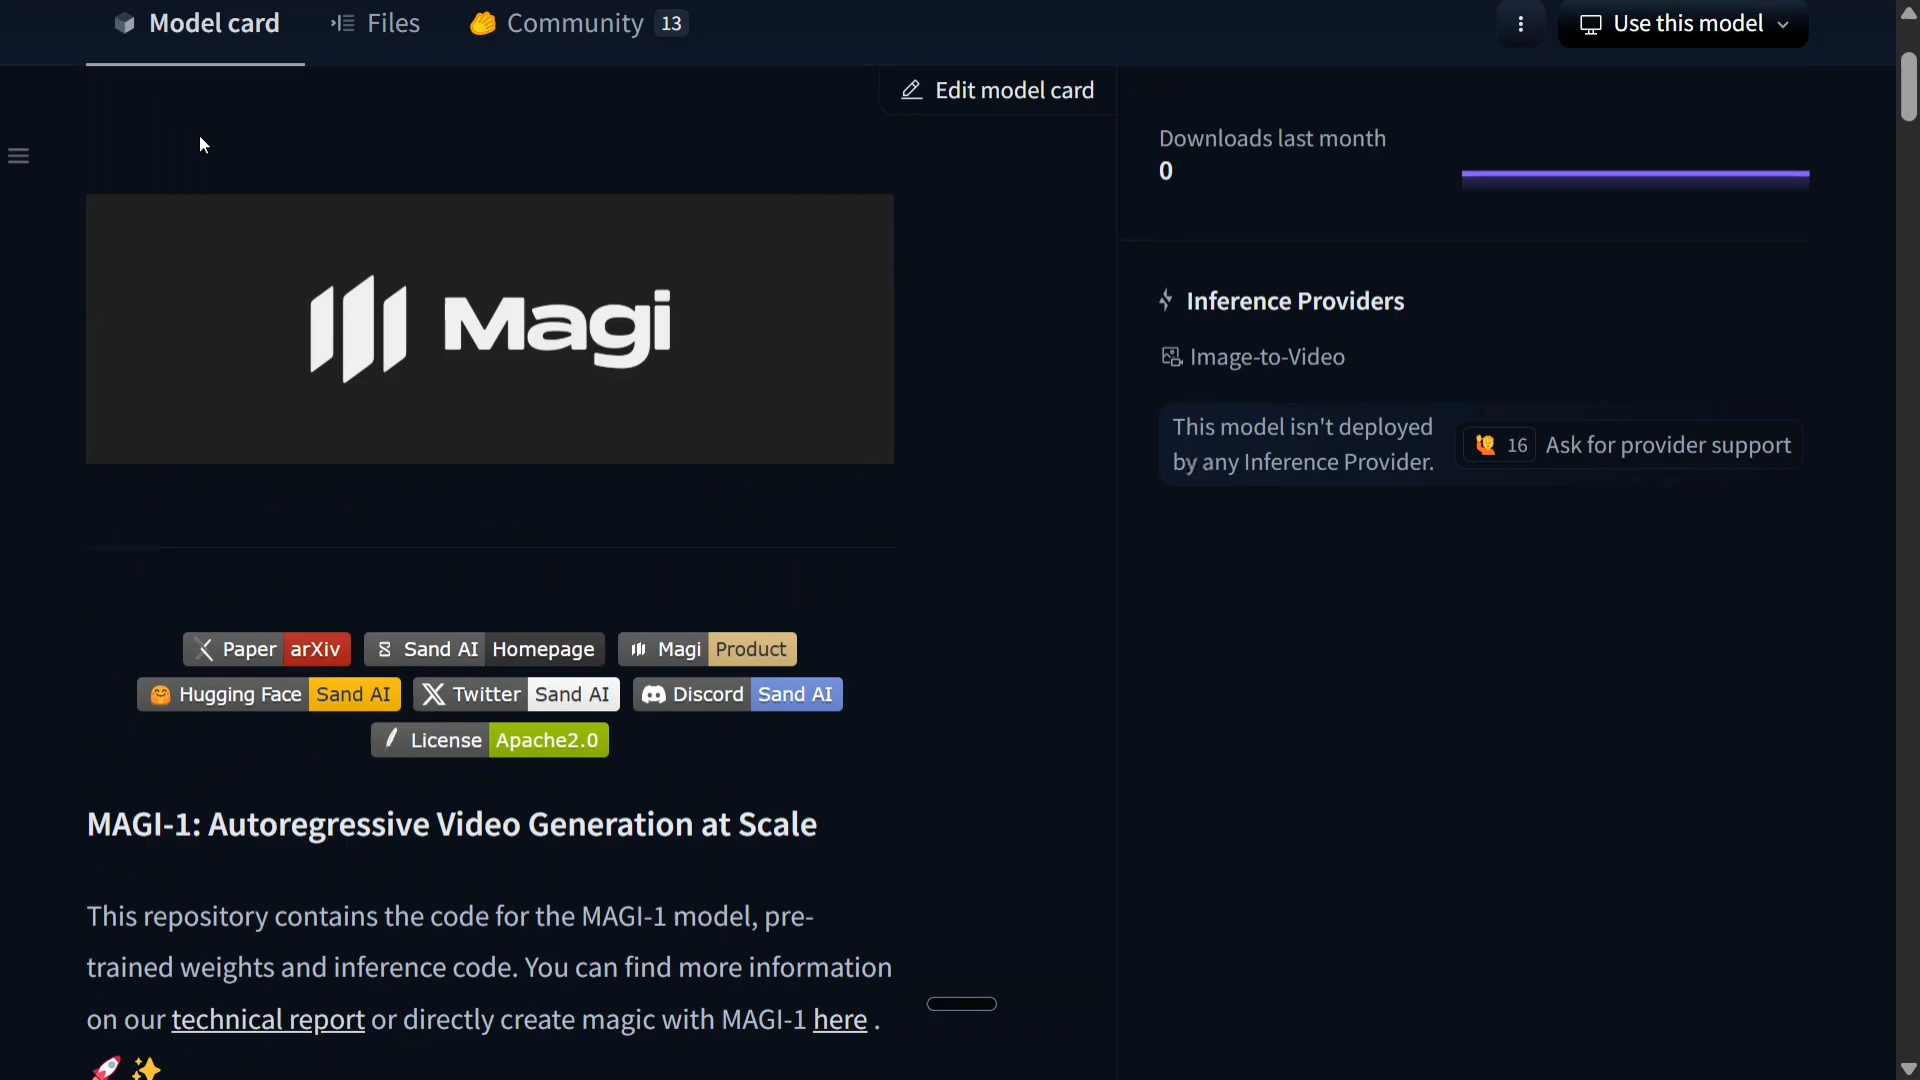 Model card
Files
Community 13
Use this model
Edit model card
Downloads last month
0
Magi
Inference Providers
Image-to-Video
This model isn't deployed
by any Inference Provider.
16 Ask for provider support
Paper arXiv
Sand AI Homepage
Magi Product
Hugging Face Sand AI
Twitter Sand AI
Discord Sand AI
License Apache2.0
MAGI-1: Autoregressive Video Generation at Scale
This repository contains the code for the MAGI-1 model, pre-
trained weights and inference code. You can find more information
on our technical report or directly create magic with MAGI-1 here .
🚀 ✨